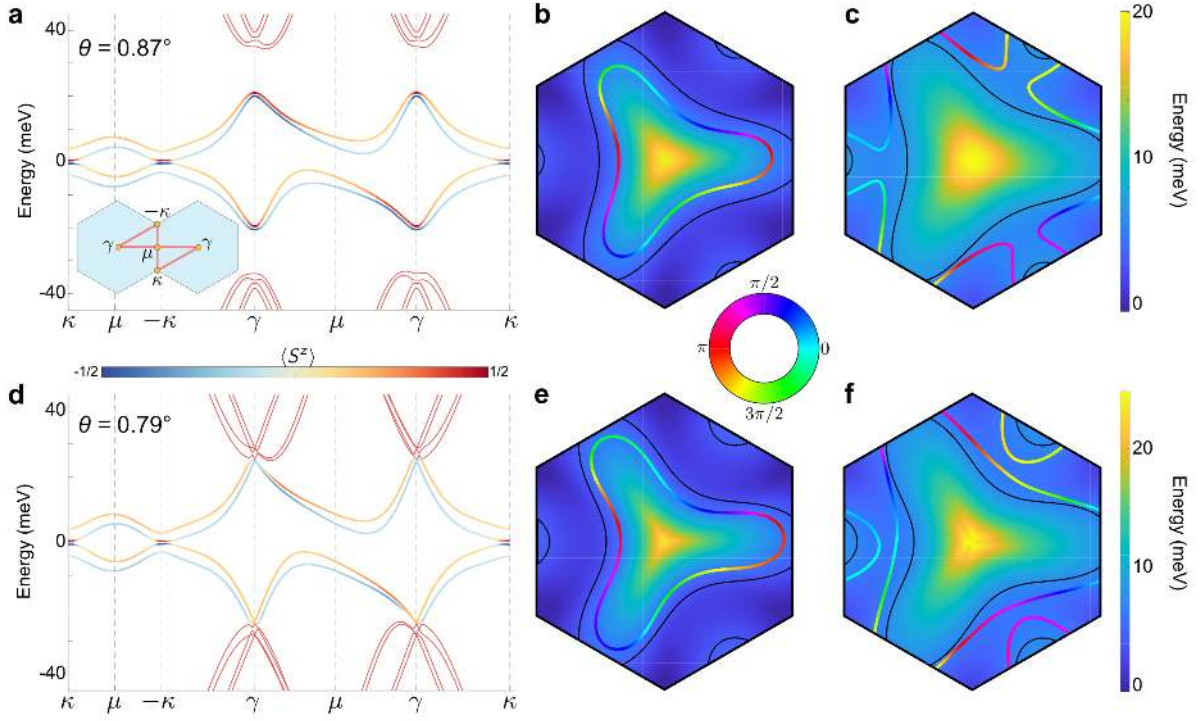 a
b
c
40
0
-40
Energy (meV)
θ = 0.87°
−κ
γ
μ
γ
κ
κ μ −κ γ μ γ κ
20
10
0
Energy (meV)
π/2
π
0
3π/2
⟨S^z⟩
-1/2
1/2
d
e
f
40
0
-40
Energy (meV)
θ = 0.79°
κ μ −κ γ μ γ κ
20
10
0
Energy (meV)